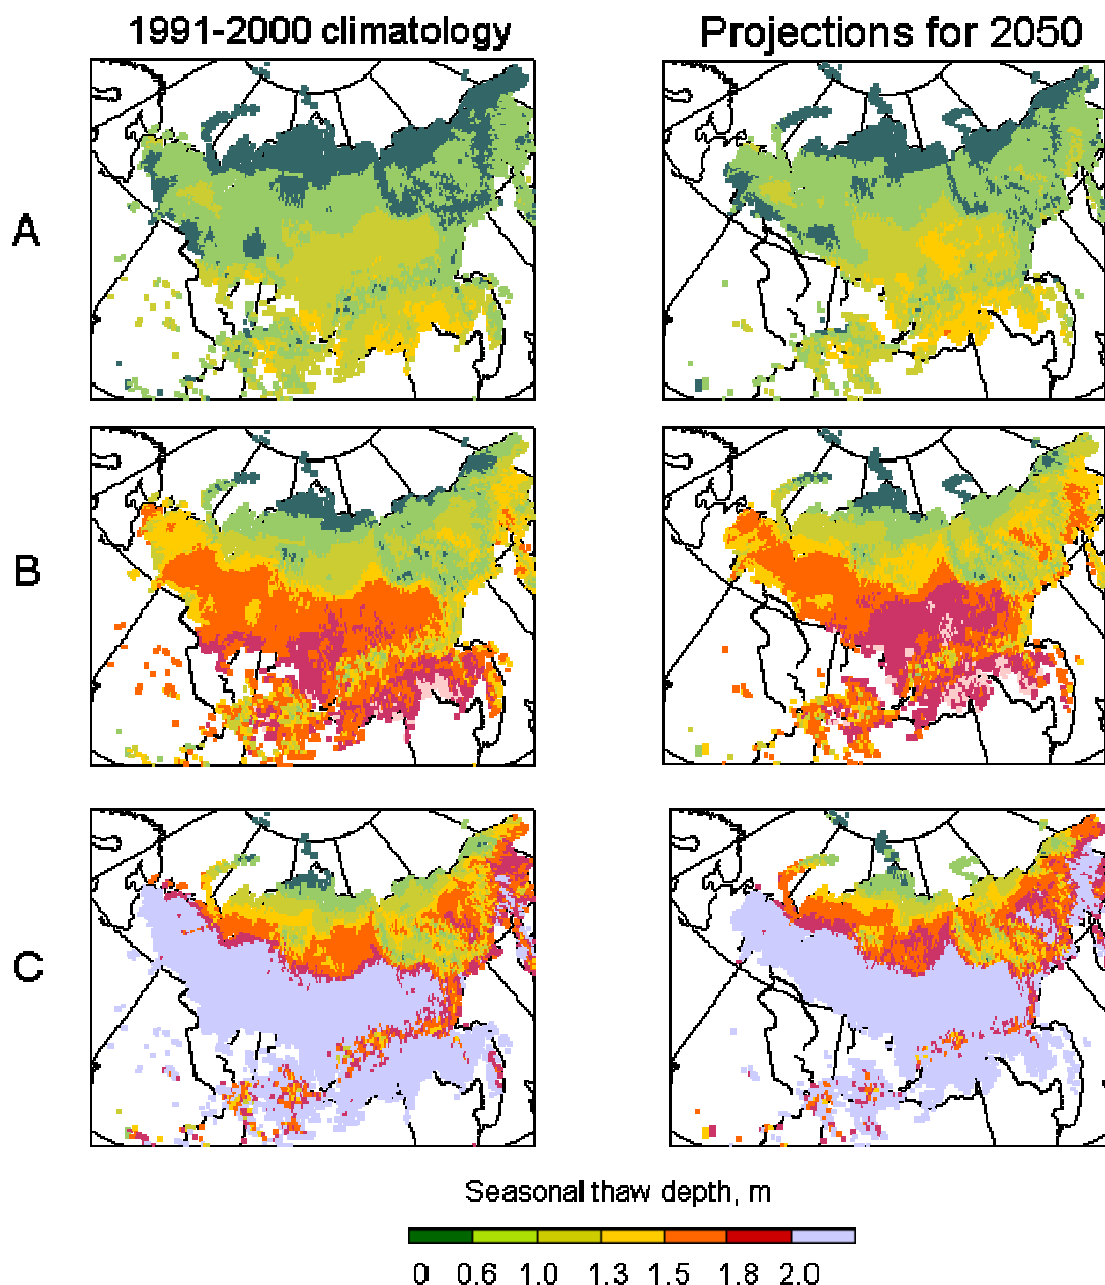 1991-2000 climatology
Projections for 2050
A
B
C
Seasonal thaw depth, m
0 0.6 1.0 1.3 1.5 1.8 2.0